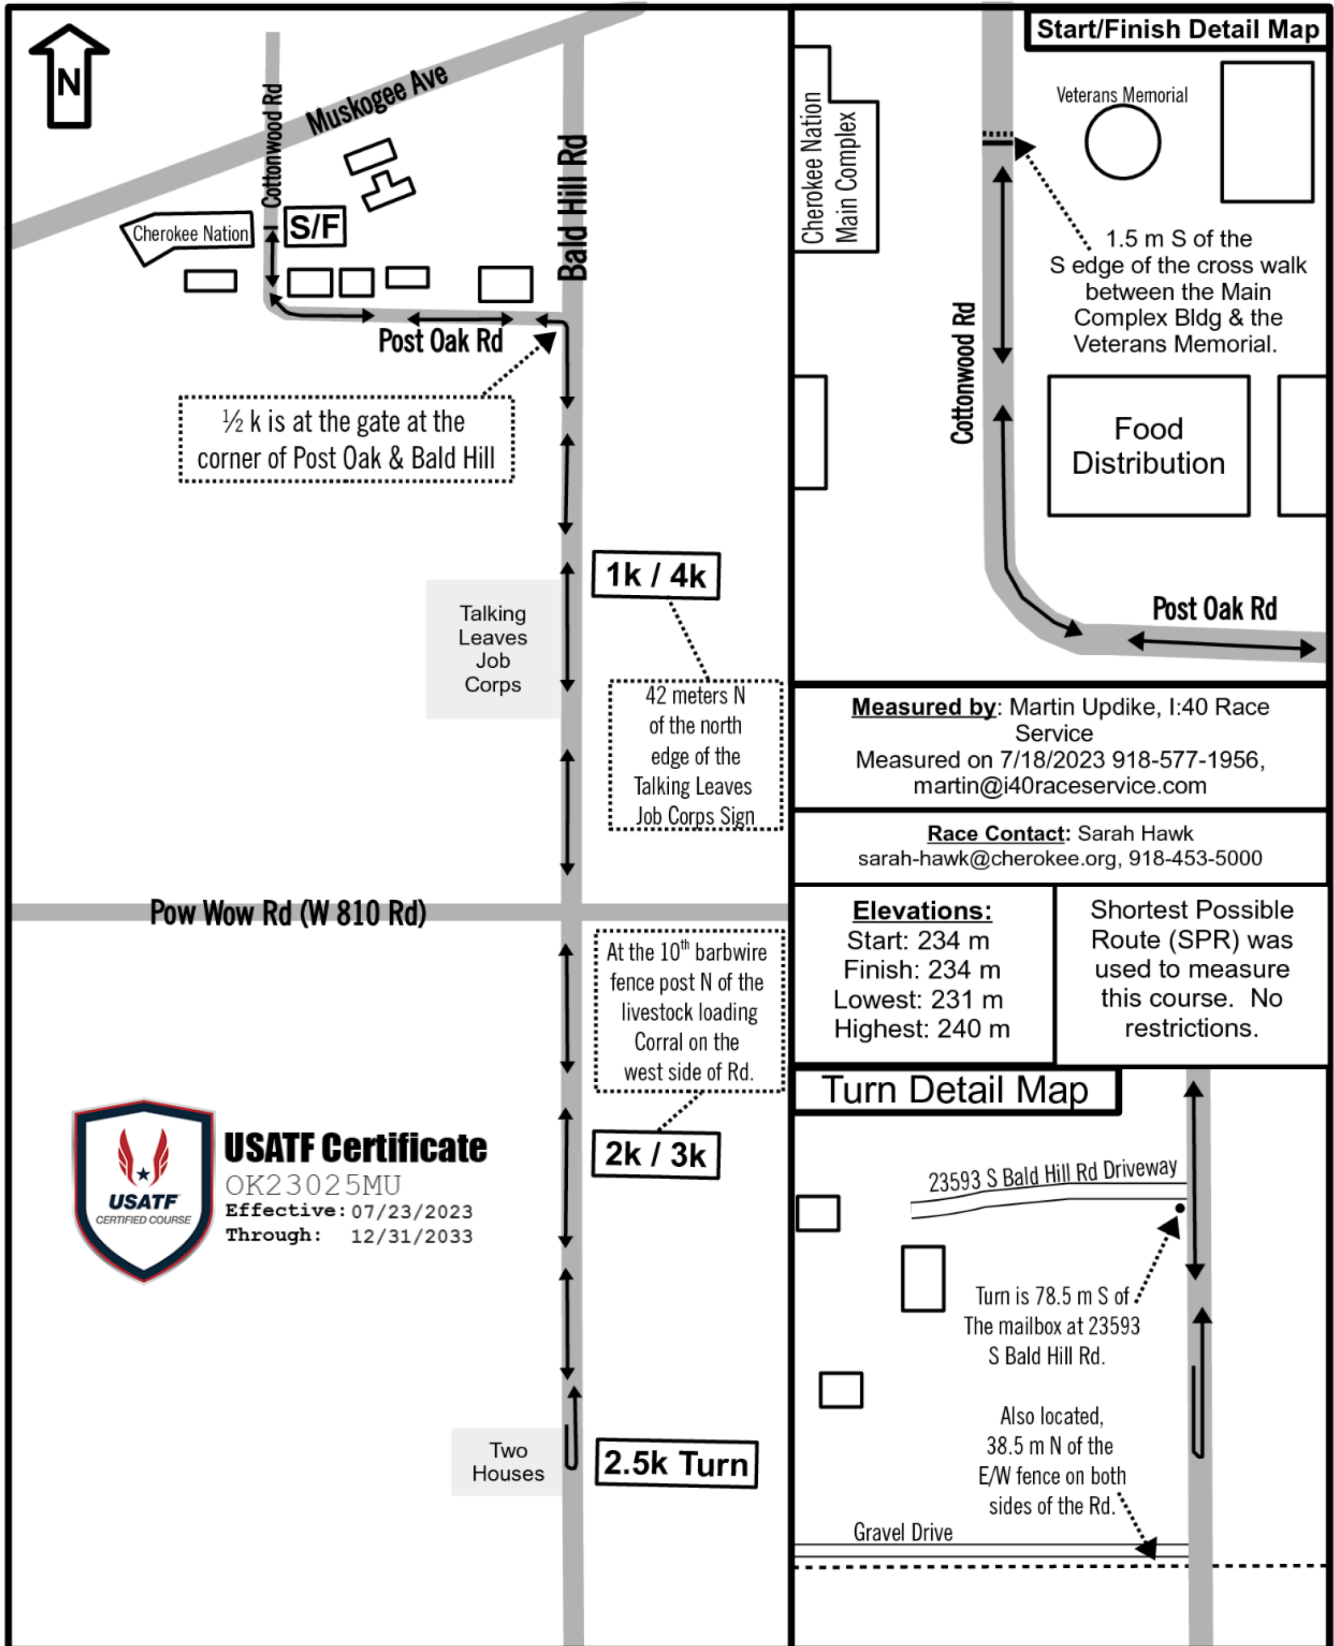 N
Cottonwood Rd
Muskogee Ave
Bald Hill Rd
Cherokee Nation
S/F
Post Oak Rd
½ k is at the gate at the
corner of Post Oak & Bald Hill
1k / 4k
Talking
Leaves
Job
Corps
42 meters N
of the north
edge of the
Talking Leaves
Job Corps Sign
Pow Wow Rd (W 810 Rd)
At the 10th barbwire
fence post N of the
livestock loading
Corral on the
west side of Rd.
2k / 3k
USATF
CERTIFIED COURSE
USATF Certificate
OK23025MU
Effective: 07/23/2023
Through: 12/31/2033
Two
Houses
2.5k Turn
Start/Finish Detail Map
Cherokee Nation
Main Complex
Veterans Memorial
1.5 m S of the
S edge of the cross walk
between the Main
Complex Bldg & the
Veterans Memorial.
Cottonwood Rd
Food
Distribution
Post Oak Rd
Measured by: Martin Updike, I:40 Race
Service
Measured on 7/18/2023 918-577-1956,
martin@i40raceservice.com
Race Contact: Sarah Hawk
sarah-hawk@cherokee.org, 918-453-5000
Elevations:
Start: 234 m
Finish: 234 m
Lowest: 231 m
Highest: 240 m
Shortest Possible
Route (SPR) was
used to measure
this course. No
restrictions.
Turn Detail Map
23593 S Bald Hill Rd Driveway
Turn is 78.5 m S of
The mailbox at 23593
S Bald Hill Rd.
Also located,
38.5 m N of the
E/W fence on both
sides of the Rd.
Gravel Drive